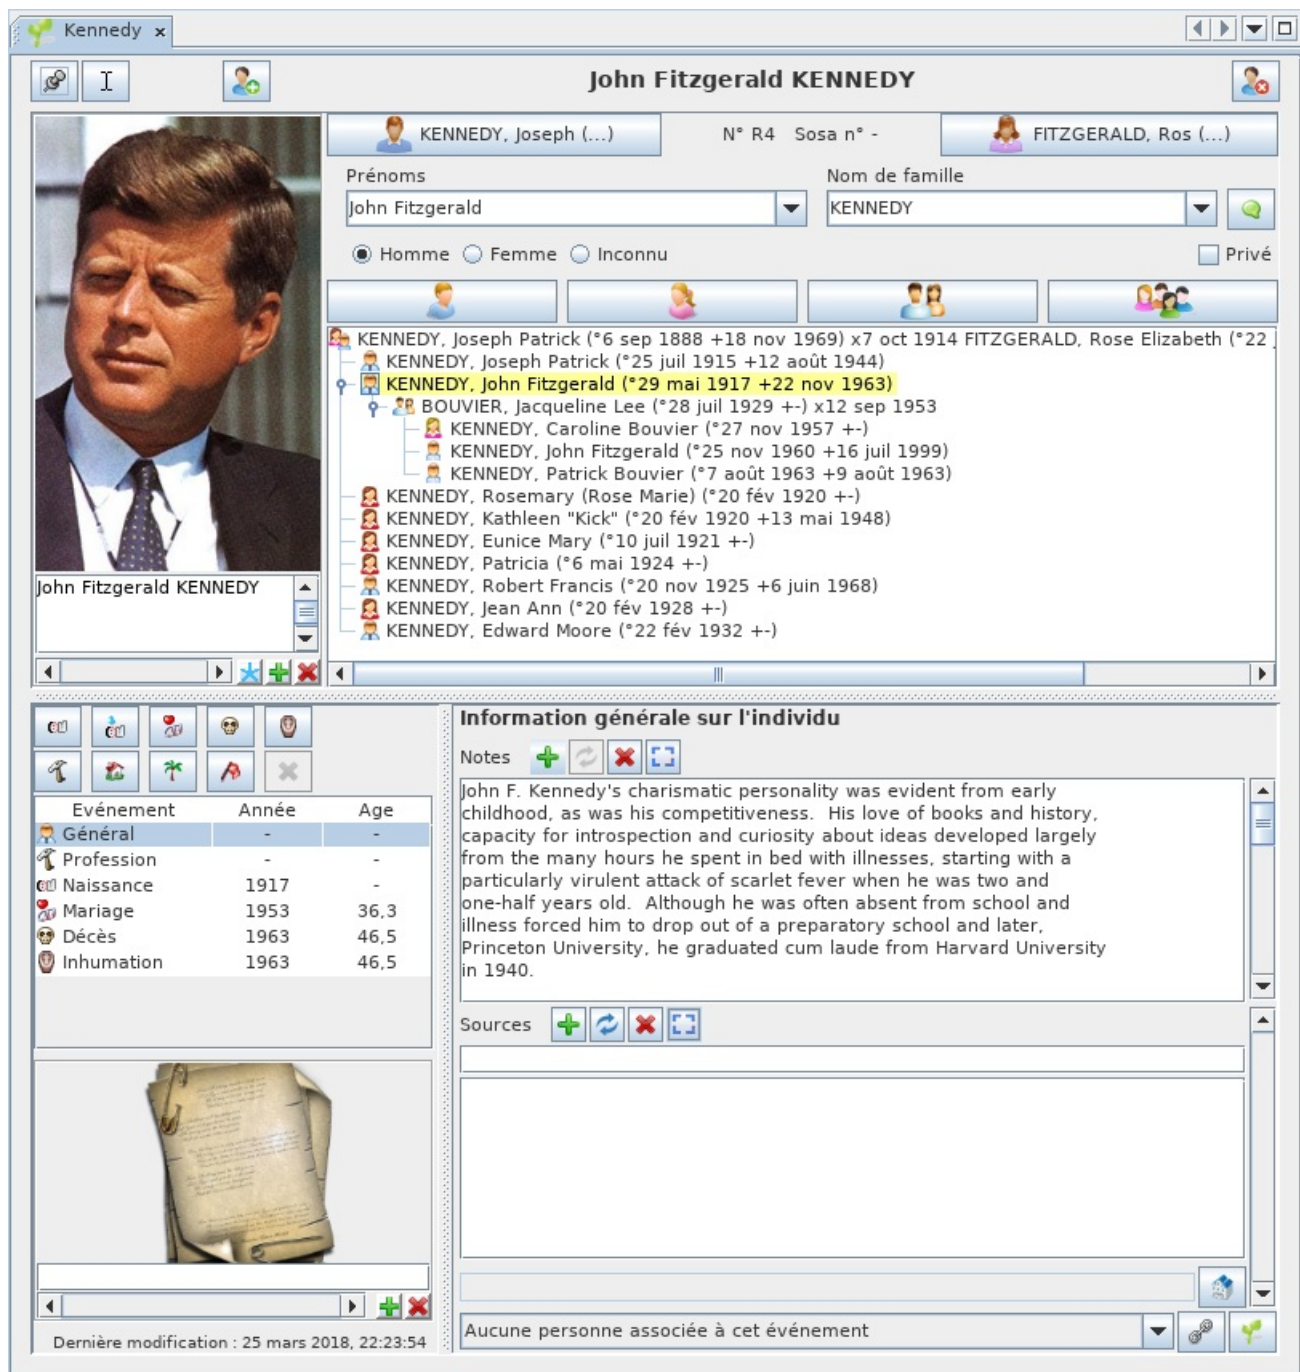 Kennedy
John Fitzgerald KENNEDY
KENNEDY, Joseph (...)
N° R4 Sosa n° -
FITZGERALD, Ros (...)
Prénoms
Nom de famille
John Fitzgerald
KENNEDY
Homme
Femme
Inconnu
Privé
KENNEDY, Joseph Patrick (°6 sep 1888 +18 nov 1969) x7 oct 1914 FITZGERALD, Rose Elizabeth (°22
KENNEDY, Joseph Patrick (°25 juil 1915 +12 août 1944)
KENNEDY, John Fitzgerald (°29 mai 1917 +22 nov 1963)
BOUVIER, Jacqueline Lee (°28 juil 1929 +-) x12 sep 1953
KENNEDY, Caroline Bouvier (°27 nov 1957 +-)
KENNEDY, John Fitzgerald (°25 nov 1960 +16 juil 1999)
KENNEDY, Patrick Bouvier (°7 août 1963 +9 août 1963)
KENNEDY, Rosemary (Rose Marie) (°20 fév 1920 +-)
KENNEDY, Kathleen "Kick" (°20 fév 1920 +13 mai 1948)
KENNEDY, Eunice Mary (°10 juil 1921 +-)
KENNEDY, Patricia (°6 mai 1924 +-)
KENNEDY, Robert Francis (°20 nov 1925 +6 juin 1968)
KENNEDY, Jean Ann (°20 fév 1928 +-)
KENNEDY, Edward Moore (°22 fév 1932 +-)
John Fitzgerald KENNEDY
Evénement Année Age
Général - -
Profession - -
Naissance 1917 -
Mariage 1953 36,3
Décès 1963 46,5
Inhumation 1963 46,5
Dernière modification : 25 mars 2018, 22:23:54
Information générale sur l'individu
Notes
John F. Kennedy's charismatic personality was evident from early
childhood, as was his competitiveness. His love of books and history,
capacity for introspection and curiosity about ideas developed largely
from the many hours he spent in bed with illnesses, starting with a
particularly virulent attack of scarlet fever when he was two and
one-half years old. Although he was often absent from school and
illness forced him to drop out of a preparatory school and later,
Princeton University, he graduated cum laude from Harvard University
in 1940.
Sources
Aucune personne associée à cet événement